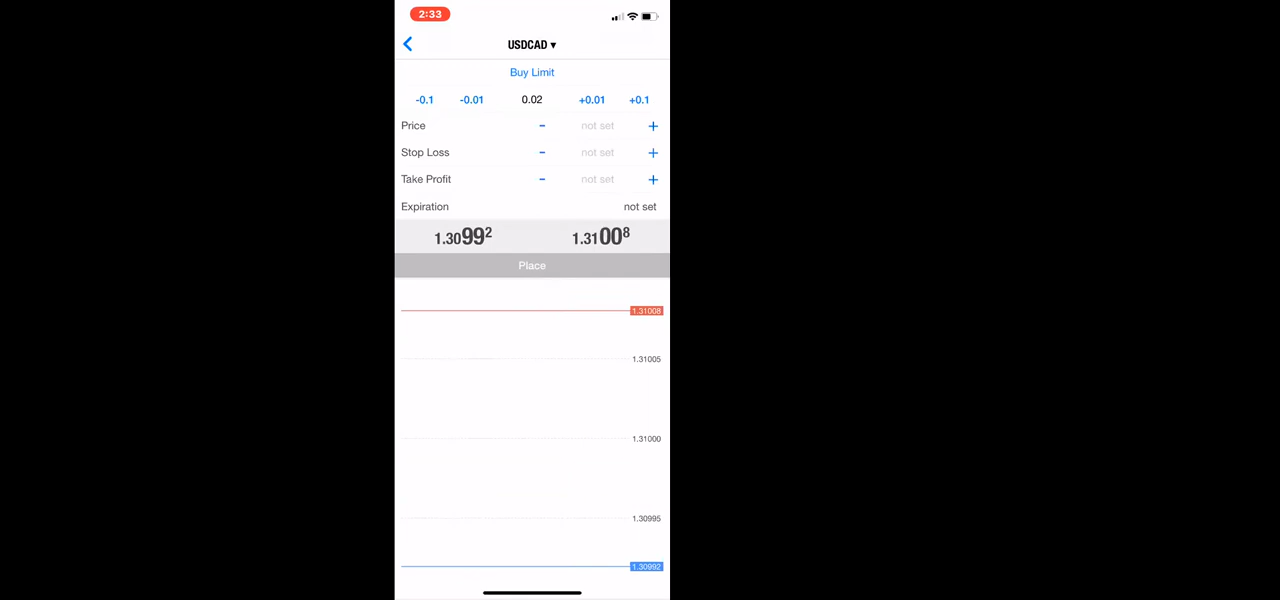 2:33
USDCAD ▾
Buy Limit
-0.1 -0.01 0.02 +0.01 +0.1
Price - not set +
Stop Loss - not set +
Take Profit - not set +
Expiration not set
1.30992 1.31008
Place
1.31008
1.31005
1.31000
1.30995
1.30992